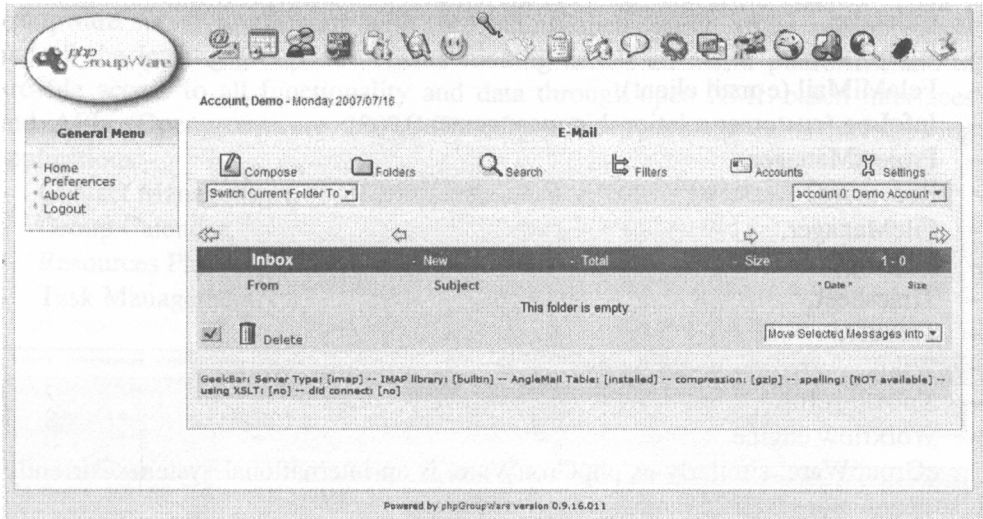 php
GroupWare
Account, Demo - Monday 2007/07/16
General Menu
Home
Preferences
About
Logout
E-Mail
Compose Folders Search Filters Accounts Settings
Switch Current Folder To account 0: Demo Account
Inbox - New - Total - Size 1 - 0
From Subject * Date * Size
This folder is empty
Delete Move Selected Messages into
GeekBar: Server Type: [imap] -- IMAP library: [builtin] -- AngleMail Table: [installed] -- compression: [gzip] -- spelling: [NOT available] --
using XSLT: [no] -- did connect: [no]
Powered by phpGroupWare version 0.9.16.011